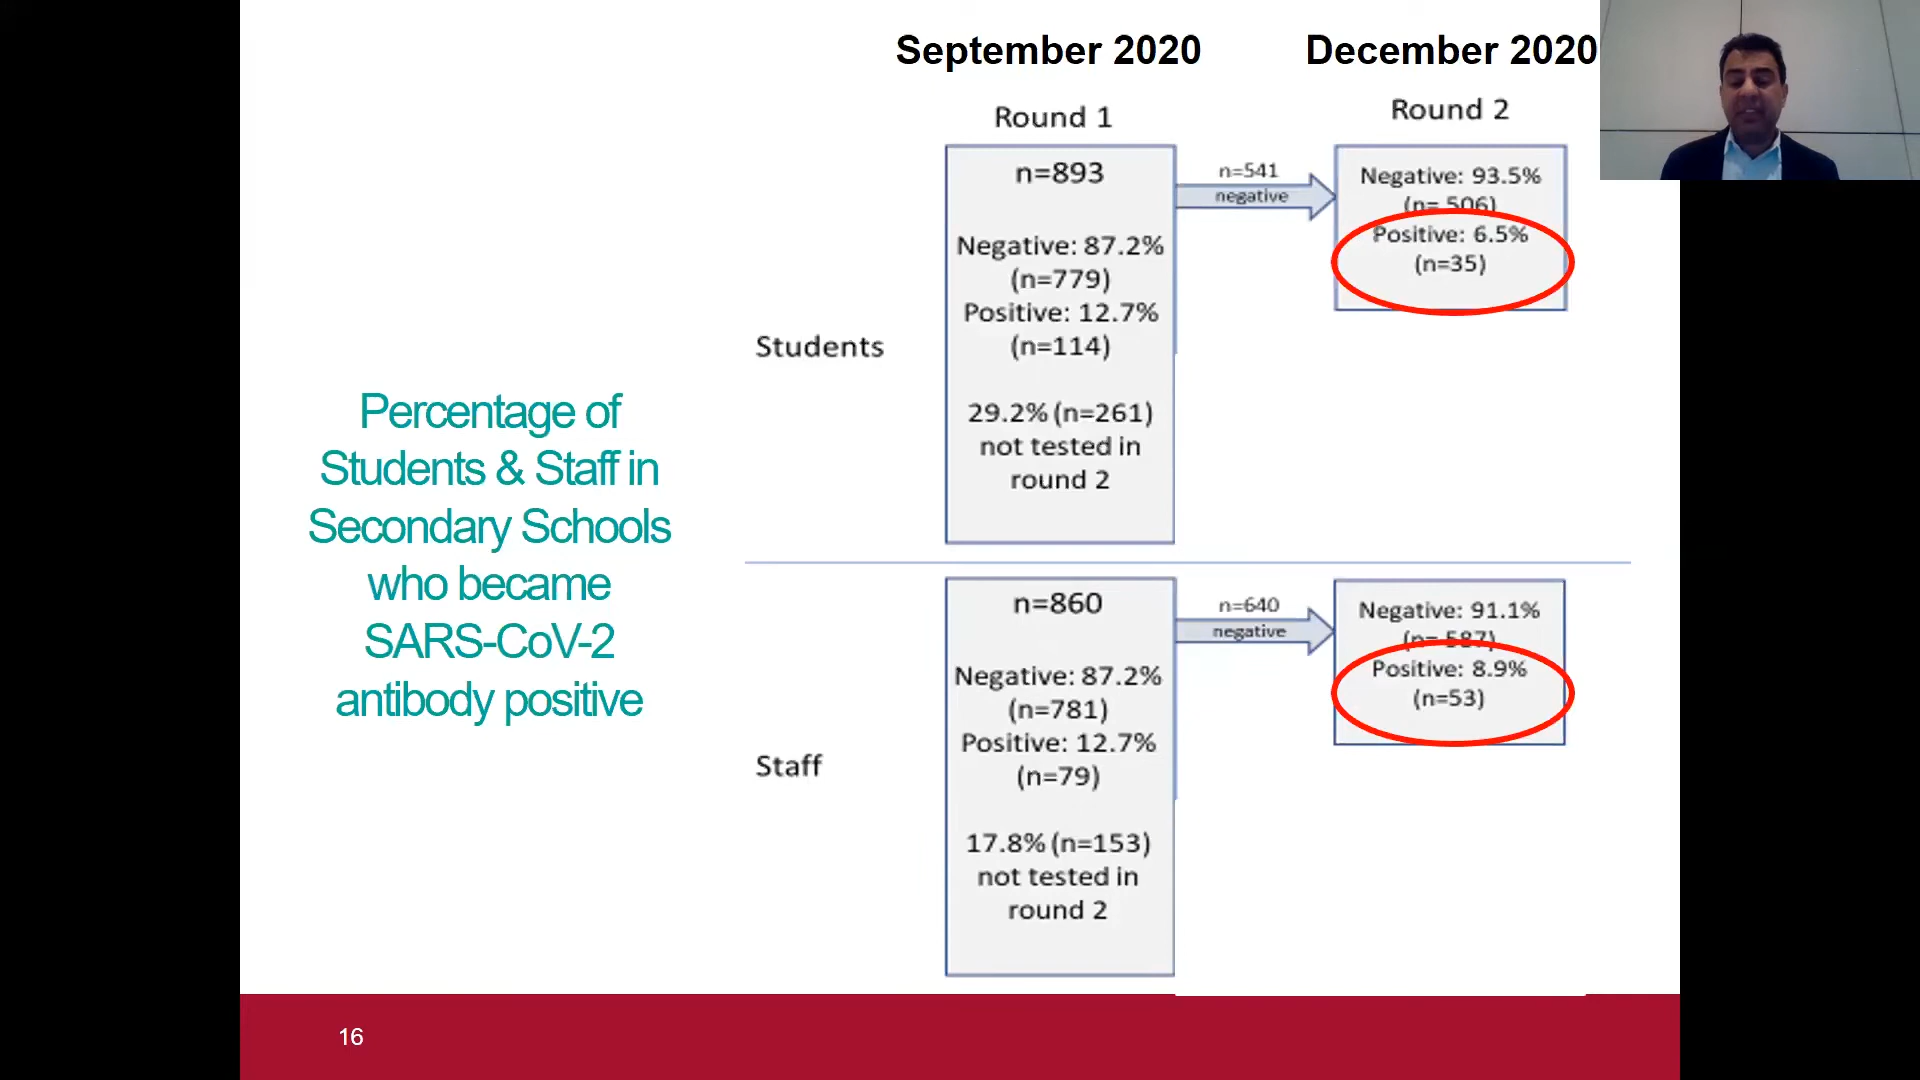 September 2020
December 2020
Round 1
Round 2
Percentage of
Students & Staff in
Secondary Schools
who became
SARS-CoV-2
antibody positive
Students
n=893
Negative: 87.2%
(n=779)
Positive: 12.7%
(n=114)
29.2% (n=261)
not tested in
round 2
n=541
negative
Negative: 93.5%
(n= 506)
Positive: 6.5%
(n=35)
Staff
n=860
Negative: 87.2%
(n=781)
Positive: 12.7%
(n=79)
17.8% (n=153)
not tested in
round 2
n=640
negative
Negative: 91.1%
(n= 587)
Positive: 8.9%
(n=53)
16